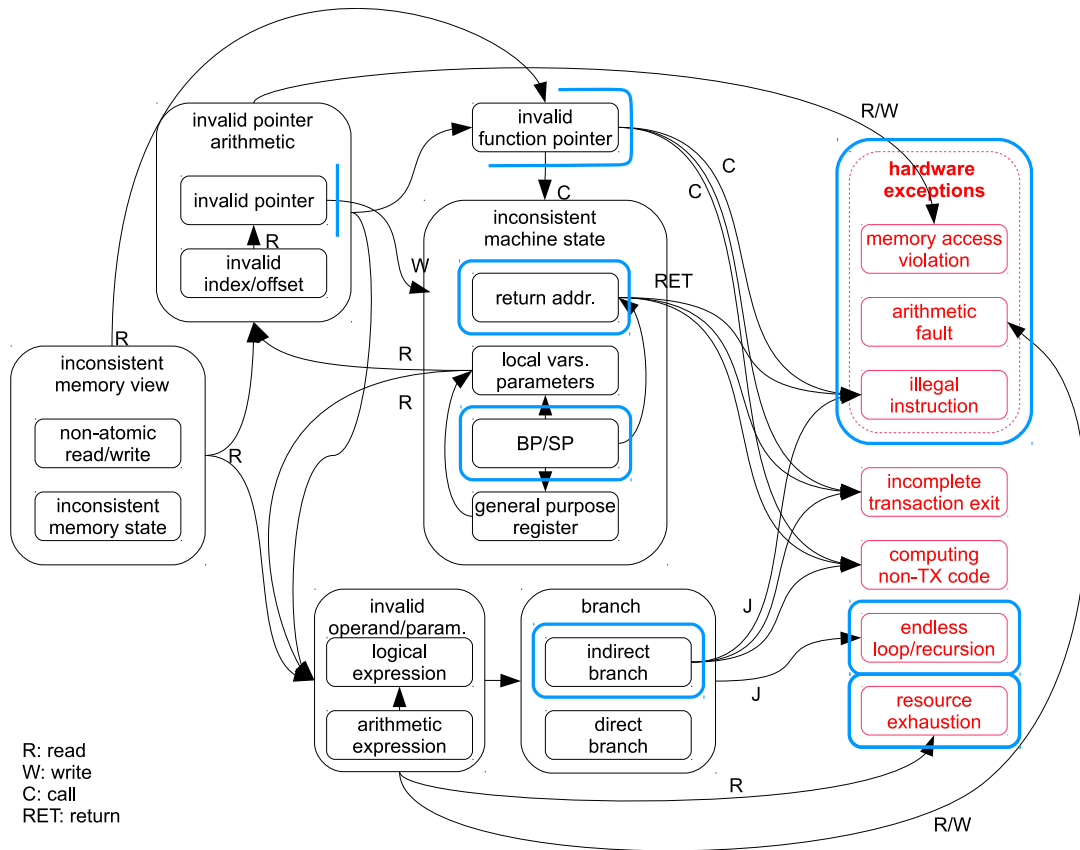 invalid pointer
arithmetic
invalid pointer
R
invalid
index/offset
R
inconsistent
memory view
non-atomic
read/write
inconsistent
memory state
R
invalid
function pointer
C
inconsistent
machine state
W
return addr.
RET
R
local vars.
parameters
R
BP/SP
general purpose
register
C
C
R/W
hardware
exceptions
memory access
violation
arithmetic
fault
illegal
instruction
incomplete
transaction exit
computing
non-TX code
endless
loop/recursion
resource
exhaustion
invalid
operand/param.
logical
expression
arithmetic
expression
branch
indirect
branch
direct
branch
J
J
R
R/W
R: read
W: write
C: call
RET: return